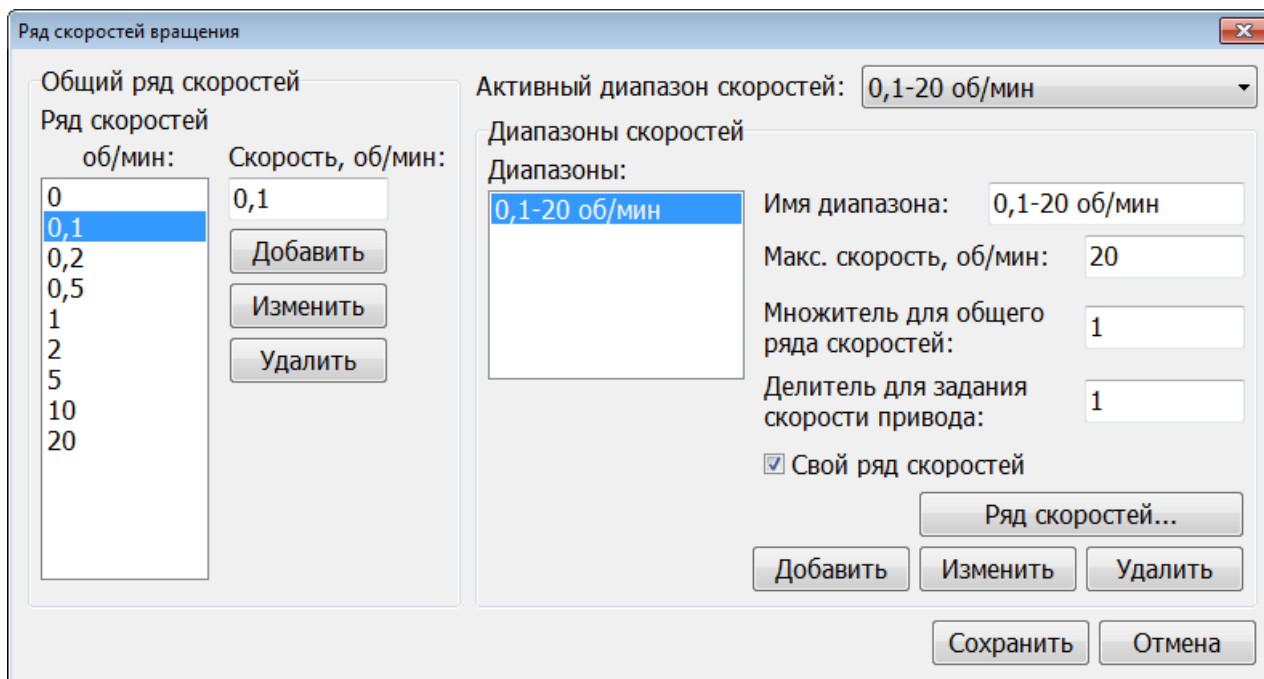 Ряд скоростей вращения
Общий ряд скоростей
Ряд скоростей
об/мин:
0
0,1
0,2
0,5
1
2
5
10
20
Скорость, об/мин:
0,1
Добавить
Изменить
Удалить
Активный диапазон скоростей: 0,1-20 об/мин
Диапазоны скоростей
Диапазоны:
0,1-20 об/мин
Имя диапазона: 0,1-20 об/мин
Макс. скорость, об/мин: 20
Множитель для общего
ряда скоростей: 1
Делитель для задания
скорости привода: 1
Свой ряд скоростей
Ряд скоростей...
Добавить Изменить Удалить
Сохранить Отмена